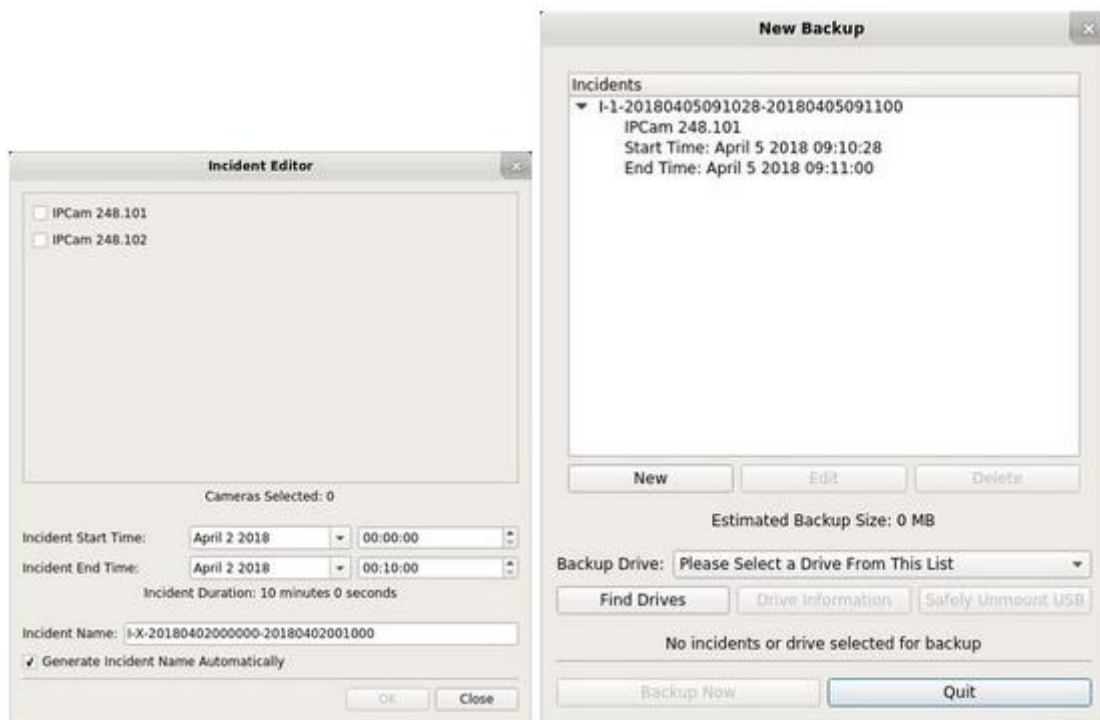 Incident Editor
IPCam 248.101
IPCam 248.102
Cameras Selected: 0
Incident Start Time: April 2 2018 00:00:00
Incident End Time: April 2 2018 00:10:00
Incident Duration: 10 minutes 0 seconds
Incident Name: I-X-20180402000000-20180402001000
Generate Incident Name Automatically
OK Close
New Backup
Incidents
I-1-20180405091028-20180405091100
IPCam 248.101
Start Time: April 5 2018 09:10:28
End Time: April 5 2018 09:11:00
New Edit Delete
Estimated Backup Size: 0 MB
Backup Drive: Please Select a Drive From This List
Find Drives Drive Information Safely Unmount USB
No incidents or drive selected for backup
Backup Now Quit